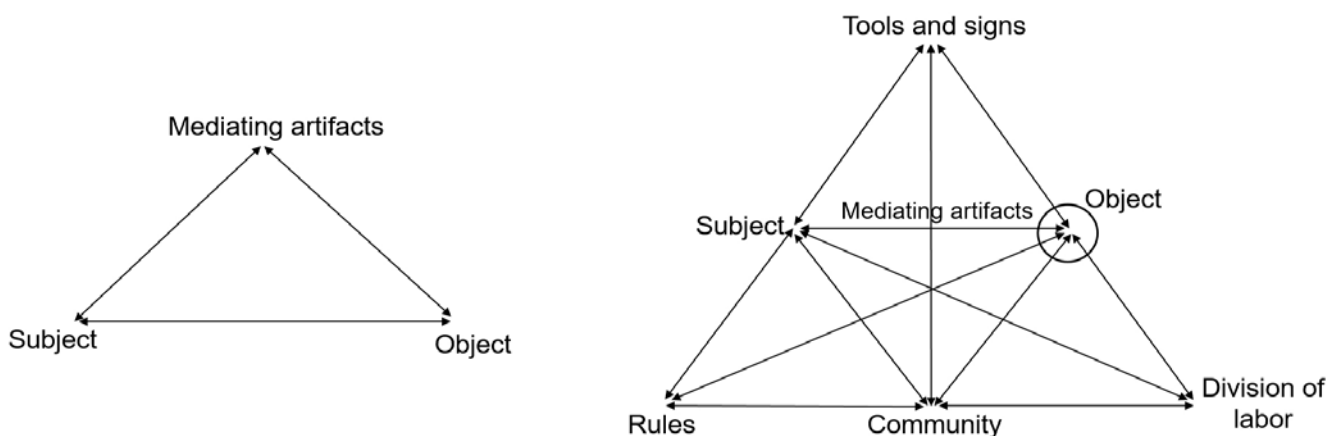 Mediating artifacts
Subject
Object
Tools and signs
Subject
Mediating artifacts
Object
Rules
Community
Division of
labor